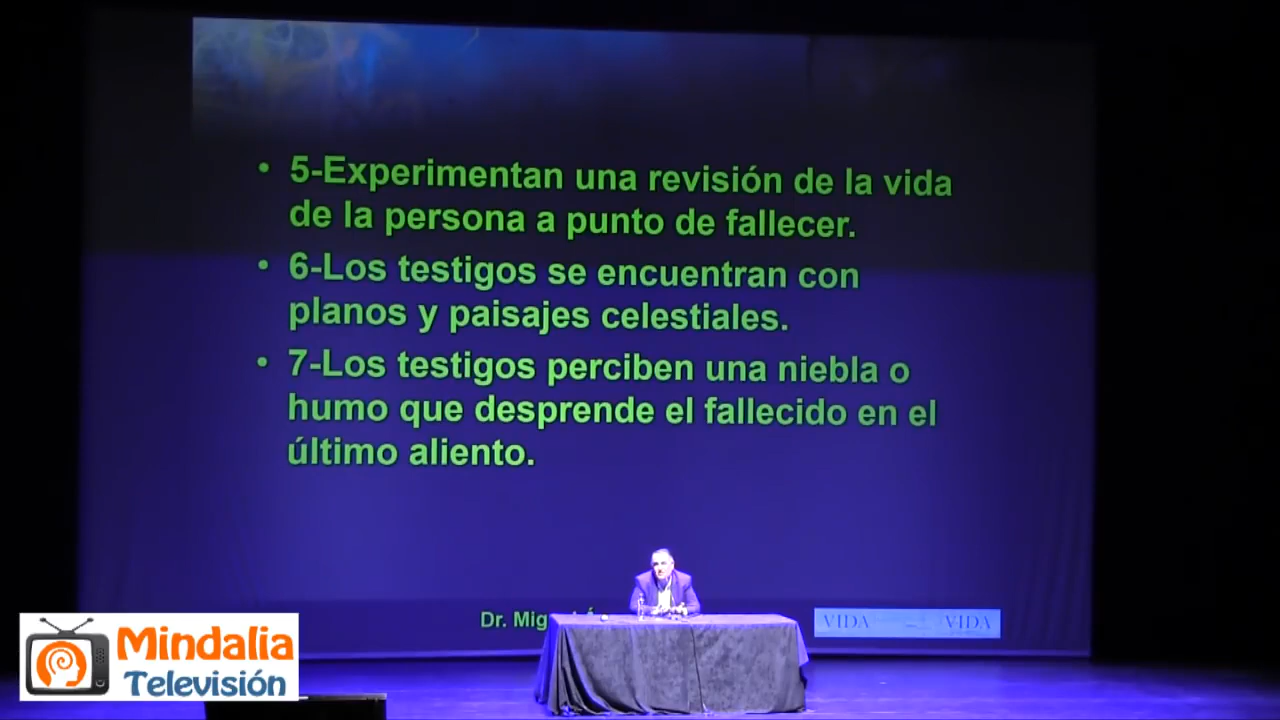 • 5-Experimentan una revisión de la vida
de la persona a punto de fallecer.
• 6-Los testigos se encuentran con
planos y paisajes celestiales.
• 7-Los testigos perciben una niebla o
humo que desprende el fallecido en el
último aliento.
Dr.
VIDA VIDA
Mindalia
Televisión